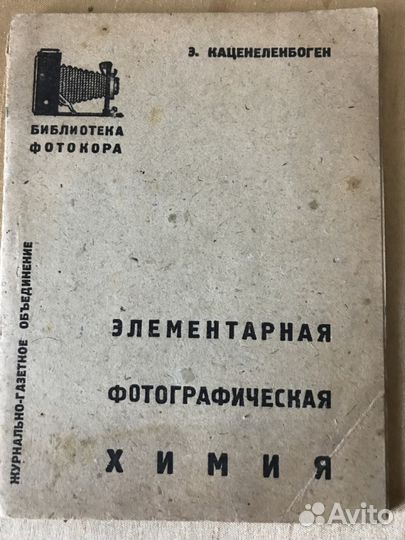 Э. КАЦЕНЕЛЕНБОГЕН
БИБЛИОТЕКА
ФОТОКОРА
ЖУРНАЛЬНО-ГАЗЕТНОЕ ОБЪЕДИНЕНИЕ
ЭЛЕМЕНТАРНАЯ
ФОТОГРАФИЧЕСКАЯ
ХИМИЯ
Avito